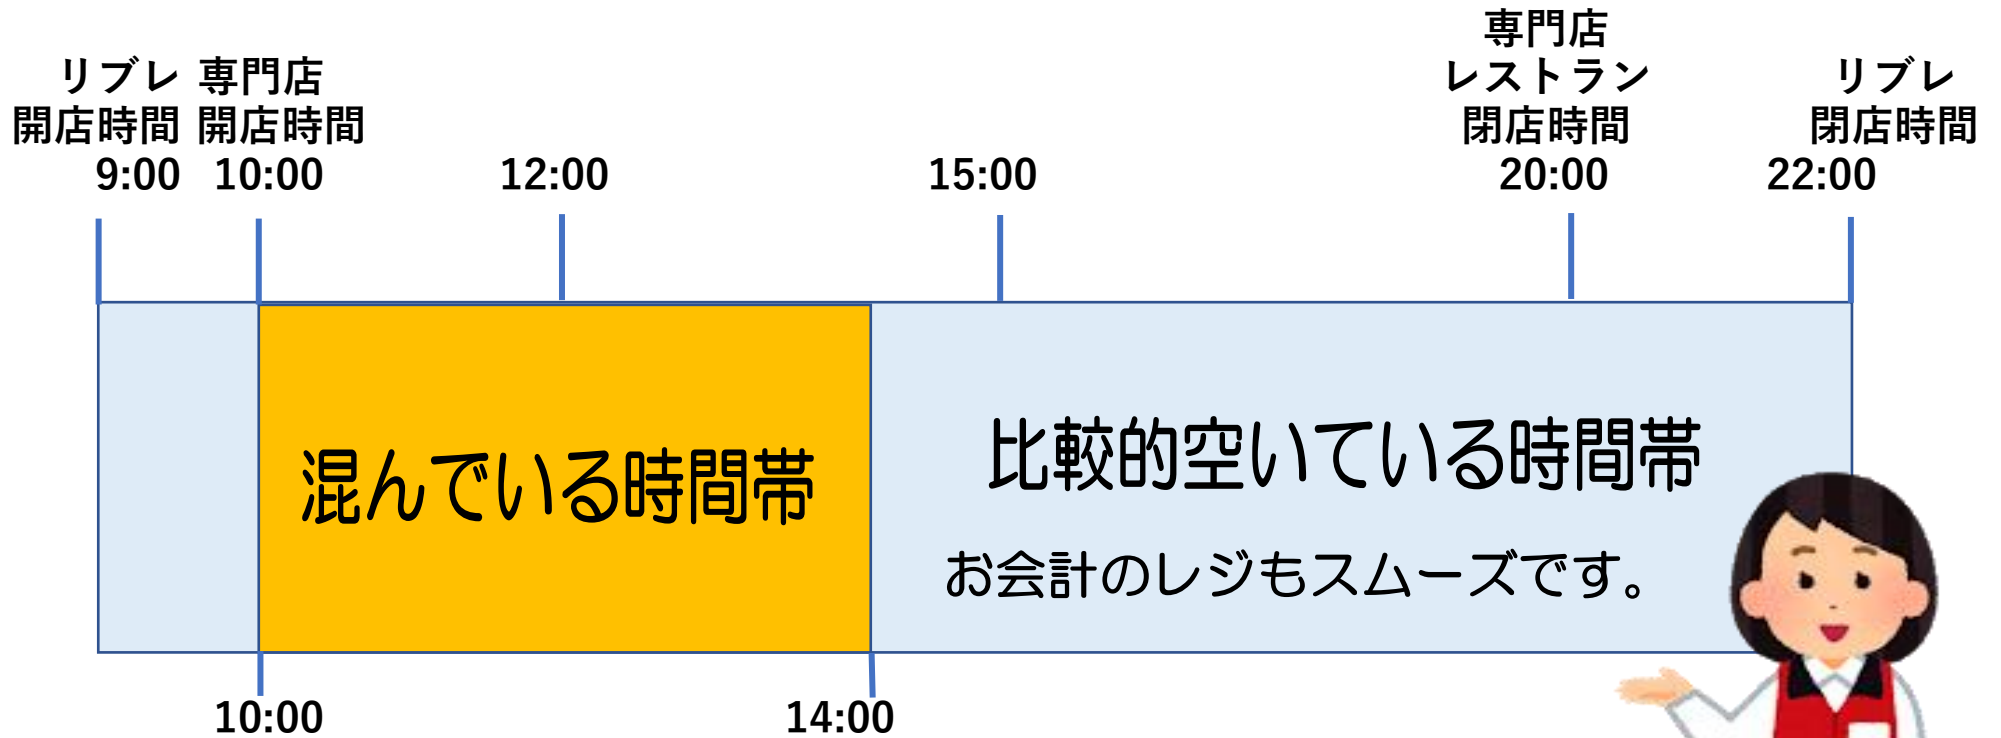 リブレ
開店時間
9:00
専門店
開店時間
10:00
12:00
15:00
専門店
レストラン
閉店時間
20:00
リブレ
閉店時間
22:00
混んでいる時間帯
比較的空いている時間帯
お会計のレジもスムーズです。
10:00
14:00